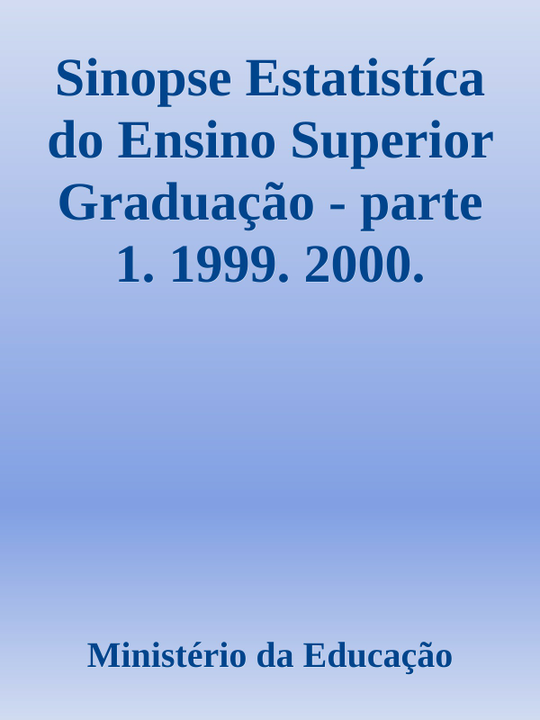 Sinopse Estatistíca
do Ensino Superior
Graduação - parte
1. 1999. 2000.
Ministério da Educação